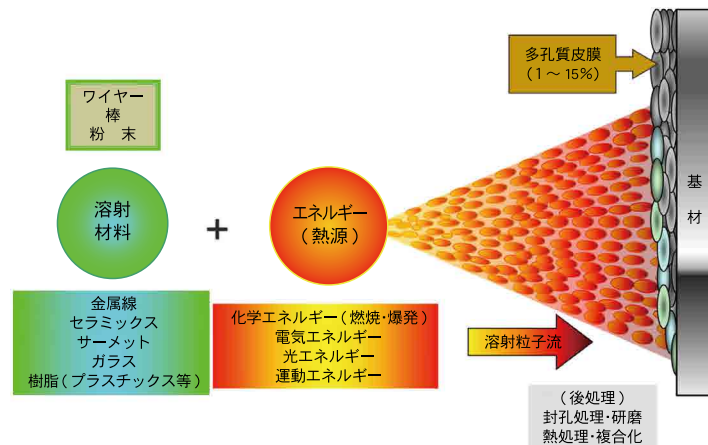 多孔質皮膜
(1～15%)
ワイヤー
棒
粉 末
溶射
材料
+
エネルギー
(熱源)
基
材
金属線
セラミックス
サーメット
ガラス
樹脂(プラスチックス等)
化学エネルギー(燃焼・爆発)
電気エネルギー
光エネルギー
運動エネルギー
溶射粒子流
(後処理)
封孔処理・研磨
熱処理・複合化